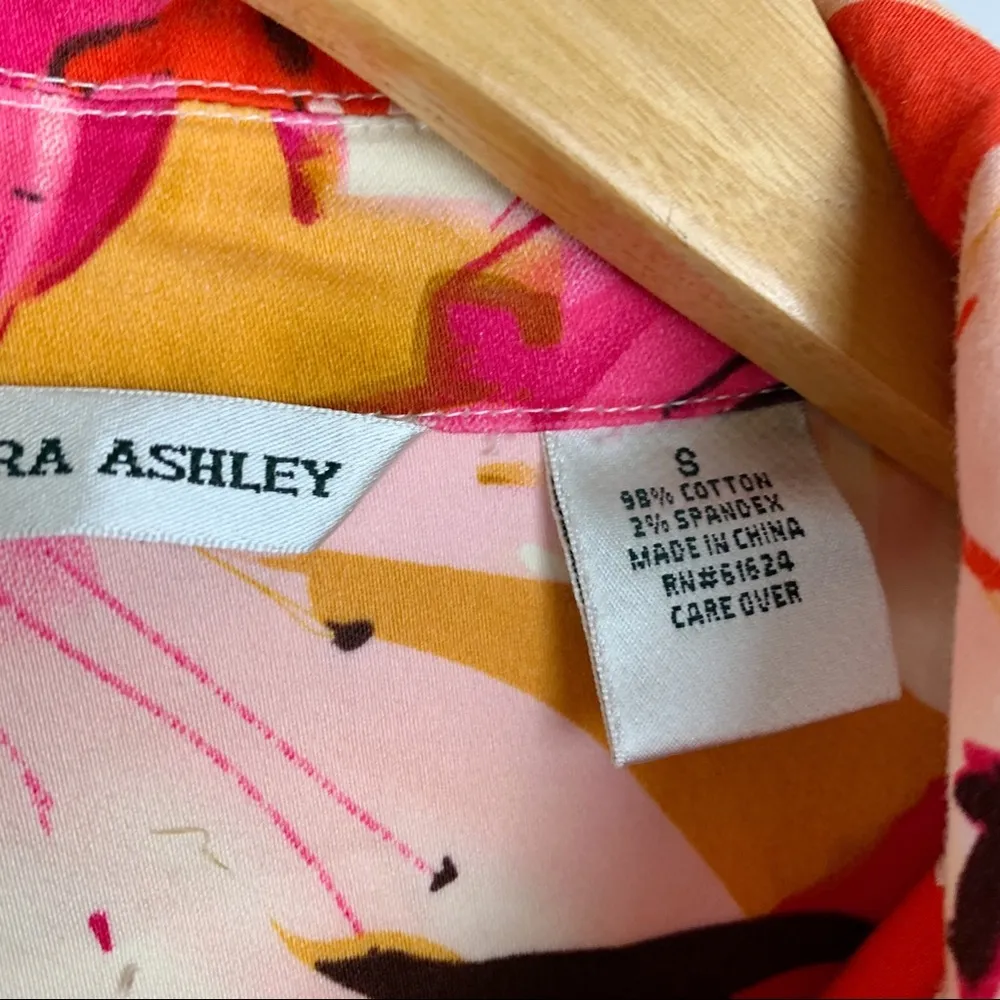 RA ASHLEY
S
98% COTTON
2% SPANDEX
MADE IN CHINA
RN#61624
CARE OVER